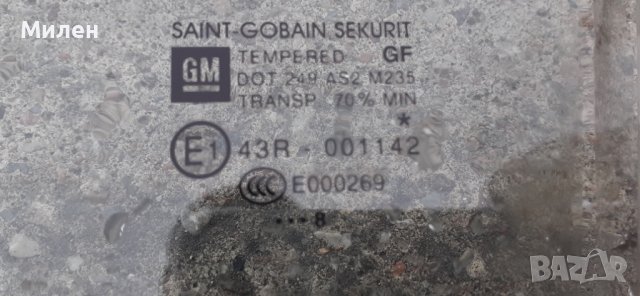 Милен
SAINT-GOBAIN SEKURIT
GM
TEMPERED GF
DOT 249 AS2 M235
TRANSP 70% MIN
*
E1 43R - 001142
CCC E000269
...8
BAZAR